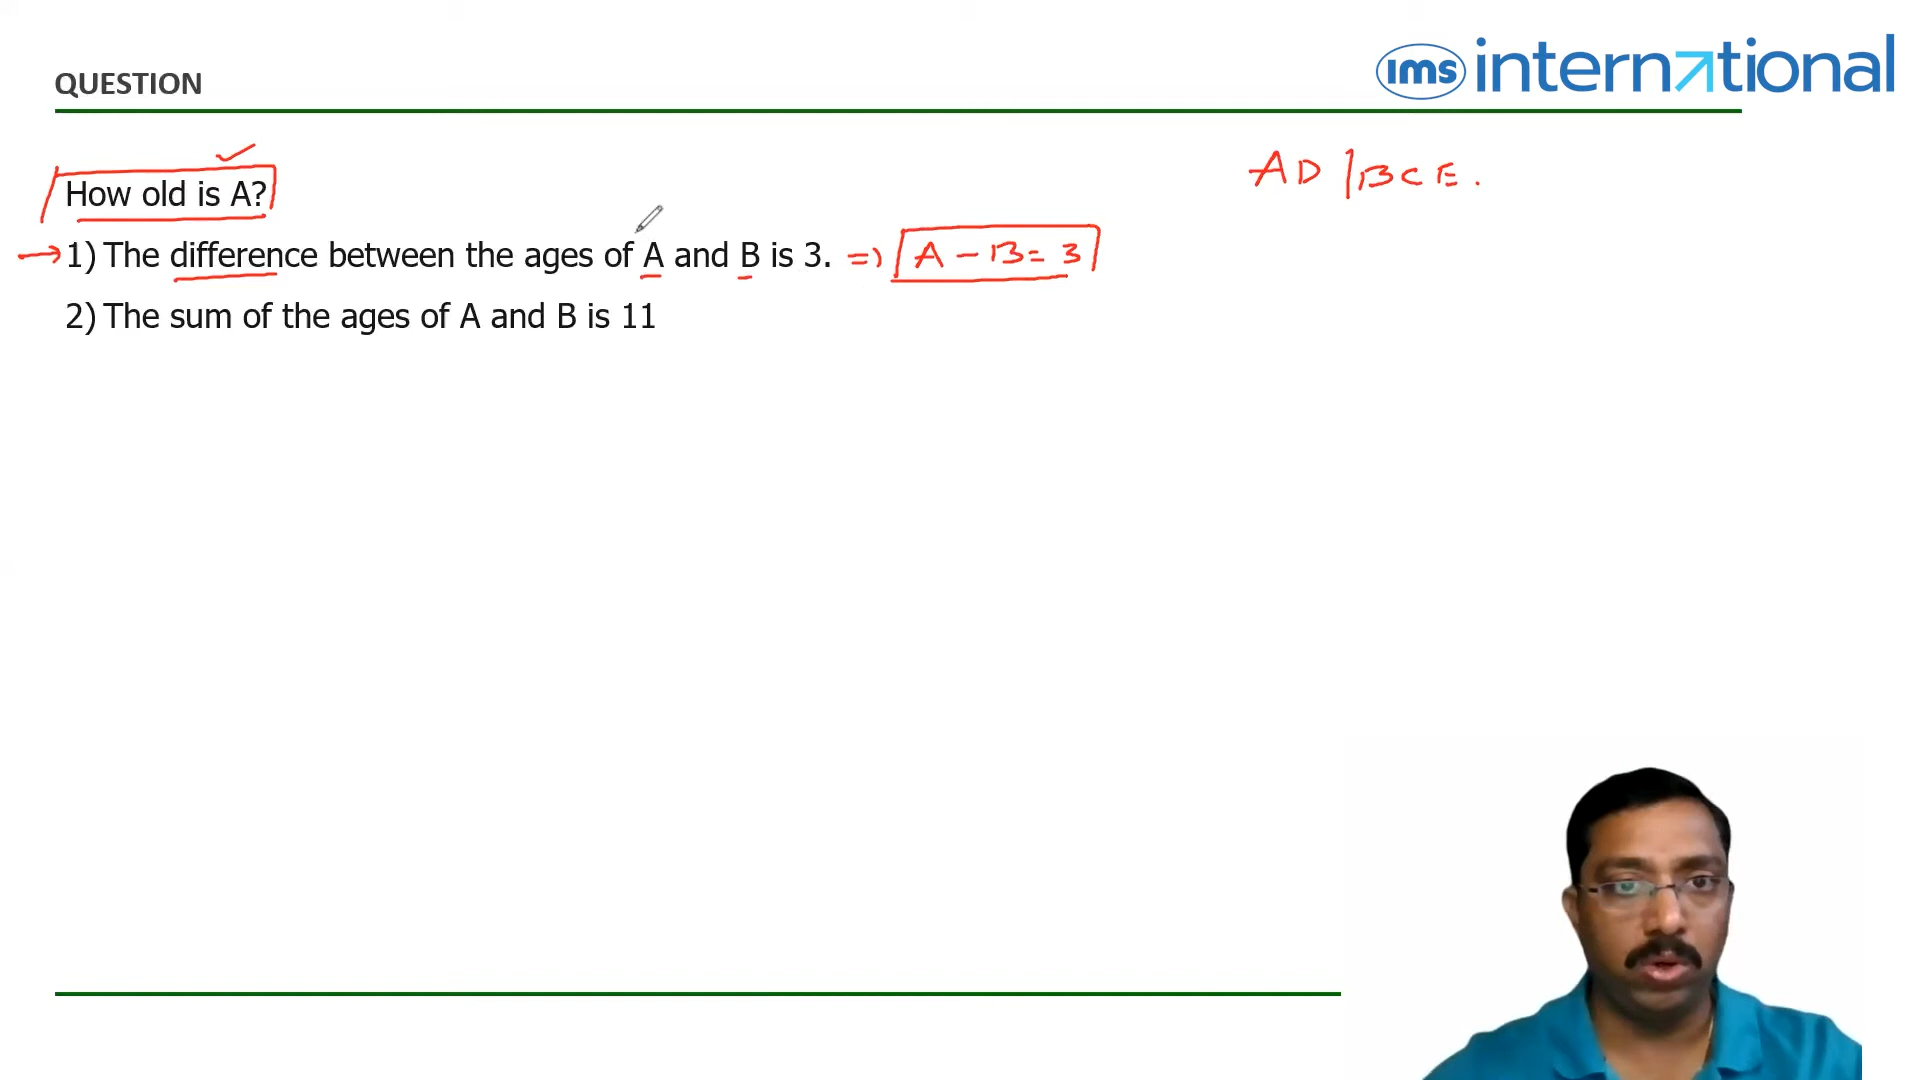 QUESTION
ims international
AD | BCE.
How old is A?
1) The difference between the ages of A and B is 3. => A - B = 3
2) The sum of the ages of A and B is 11